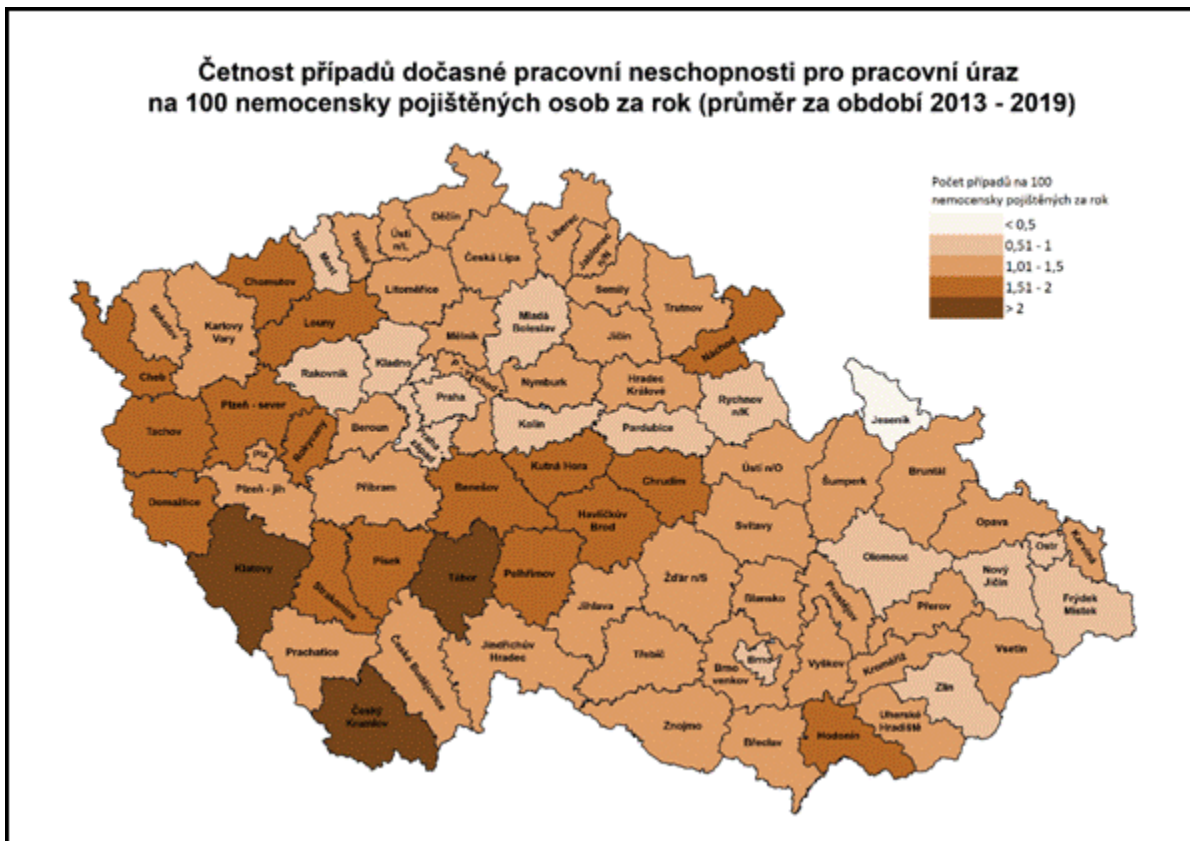 Četnost případů dočasné pracovní neschopnosti pro pracovní úraz
na 100 nemocensky pojištěných osob za rok (průměr za období 2013 - 2019)
Počet případů na 100
nemocensky pojištěných za rok
< 0,5
0,51 - 1
1,01 - 1,5
1,51 - 2
> 2
Děčín
Ústí
n/L
Teplice
Most
Liberec
Jablonec
n/N
Česká Lípa
Chomutov
Litoměřice
Semily
Trutnov
Sokolov
Karlovy
Vary
Louny
Mladá
Boleslav
Mělník
Jičín
Náchod
Cheb
Rakovník
Kladno
Nymburk
Hradec
Králové
Rychnov
n/K
Praha
Plzeň - sever
Tachov
Rokycany
Beroun
Praha -
západ
Kolín
Pardubice
Jeseník
Plz
Plzeň - jih
Příbram
Benešov
Kutná Hora
Chrudim
Ústí n/O
Šumperk
Bruntál
Domažlice
Havlíčkův
Brod
Svitavy
Opava
Karviná
Ostr
Klatovy
Strakonice
Písek
Tábor
Pelhřimov
Žďár n/S
Olomouc
Nový
Jičín
Frýdek
Místek
Blansko
Prostějov
Přerov
Jihlava
Prachatice
České Budějovice
Jindřichův
Hradec
Třebíč
Brno
Brno
venkov
Vyškov
Kroměříž
Vsetín
Zlín
Český
Krumlov
Znojmo
Břeclav
Hodonín
Uherské
Hradiště